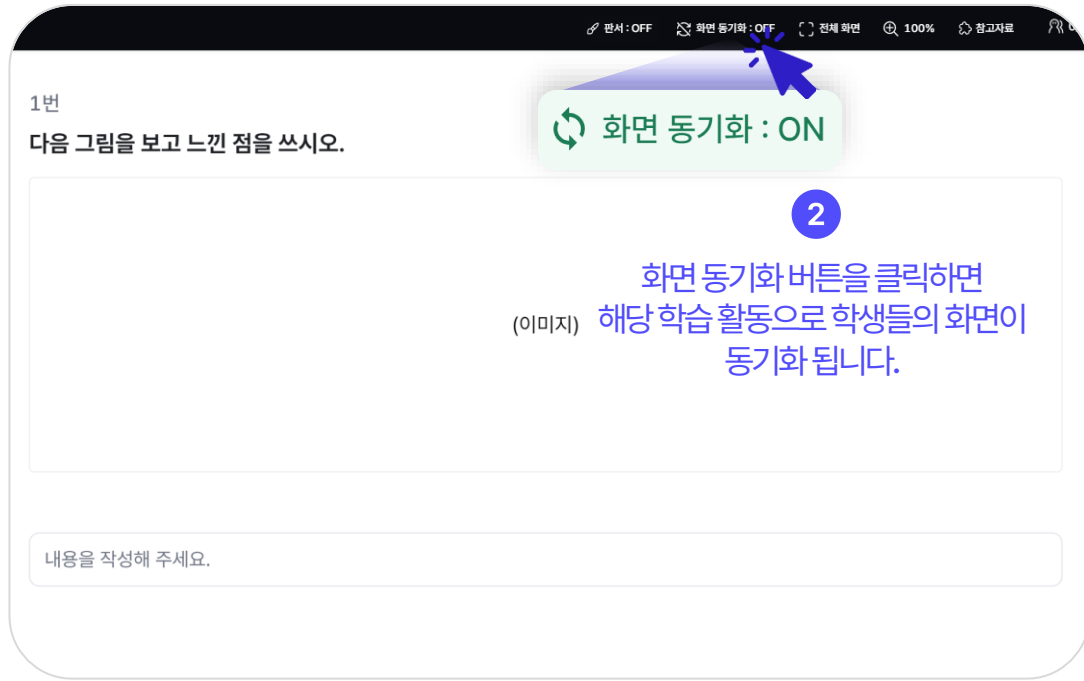 판서 : OFF 화면 동기화 : OFF 전체 화면 100% 참고자료
1번
다음 그림을 보고 느낀 점을 쓰시오.
화면 동기화 : ON
2
화면 동기화 버튼을 클릭하면
해당 학습 활동으로 학생들의 화면이
동기화 됩니다.
(이미지)
내용을 작성해 주세요.